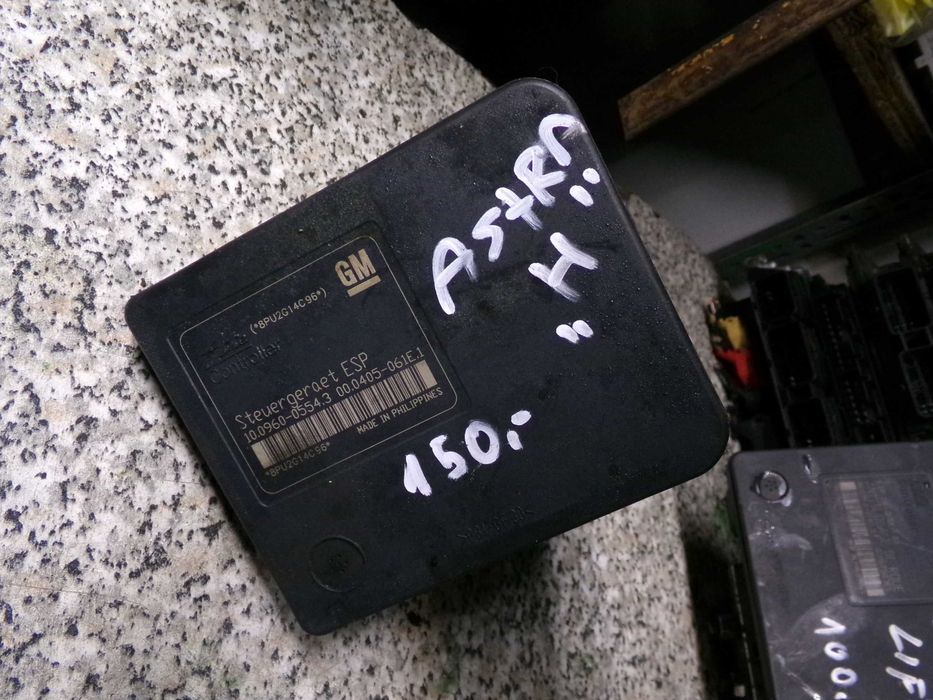 ASTRA
"H"
150,-
GM
(*8PU2G14C96*)
Controller
Steuergeraet ESP
10.0960-0554.3 00.0405-061E.1
*8PU2G14C96*
MADE IN PHILIPPINES
100